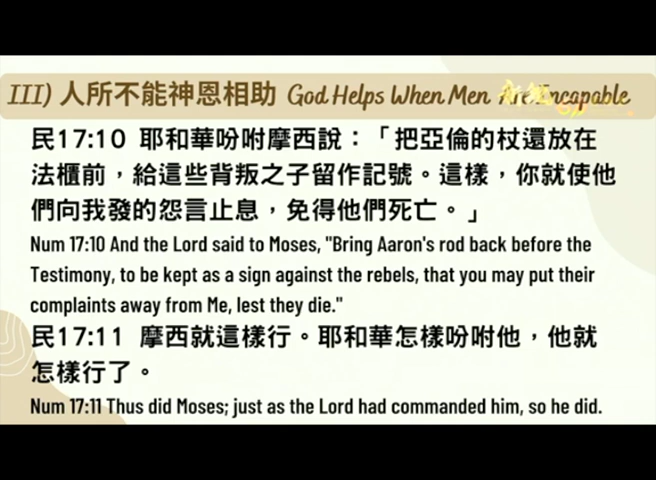 III) 人所不能神恩相助 God Helps When Men Are Incapable
民17:10 耶和華吩咐摩西說：「把亞倫的杖還放在
法櫃前，給這些背叛之子留作記號。這樣，你就使他
們向我發的怨言止息，免得他們死亡。」
Num 17:10 And the Lord said to Moses, "Bring Aaron's rod back before the
Testimony, to be kept as a sign against the rebels, that you may put their
complaints away from Me, lest they die."
民17:11 摩西就這樣行。耶和華怎樣吩咐他，他就
怎樣行了。
Num 17:11 Thus did Moses; just as the Lord had commanded him, so he did.